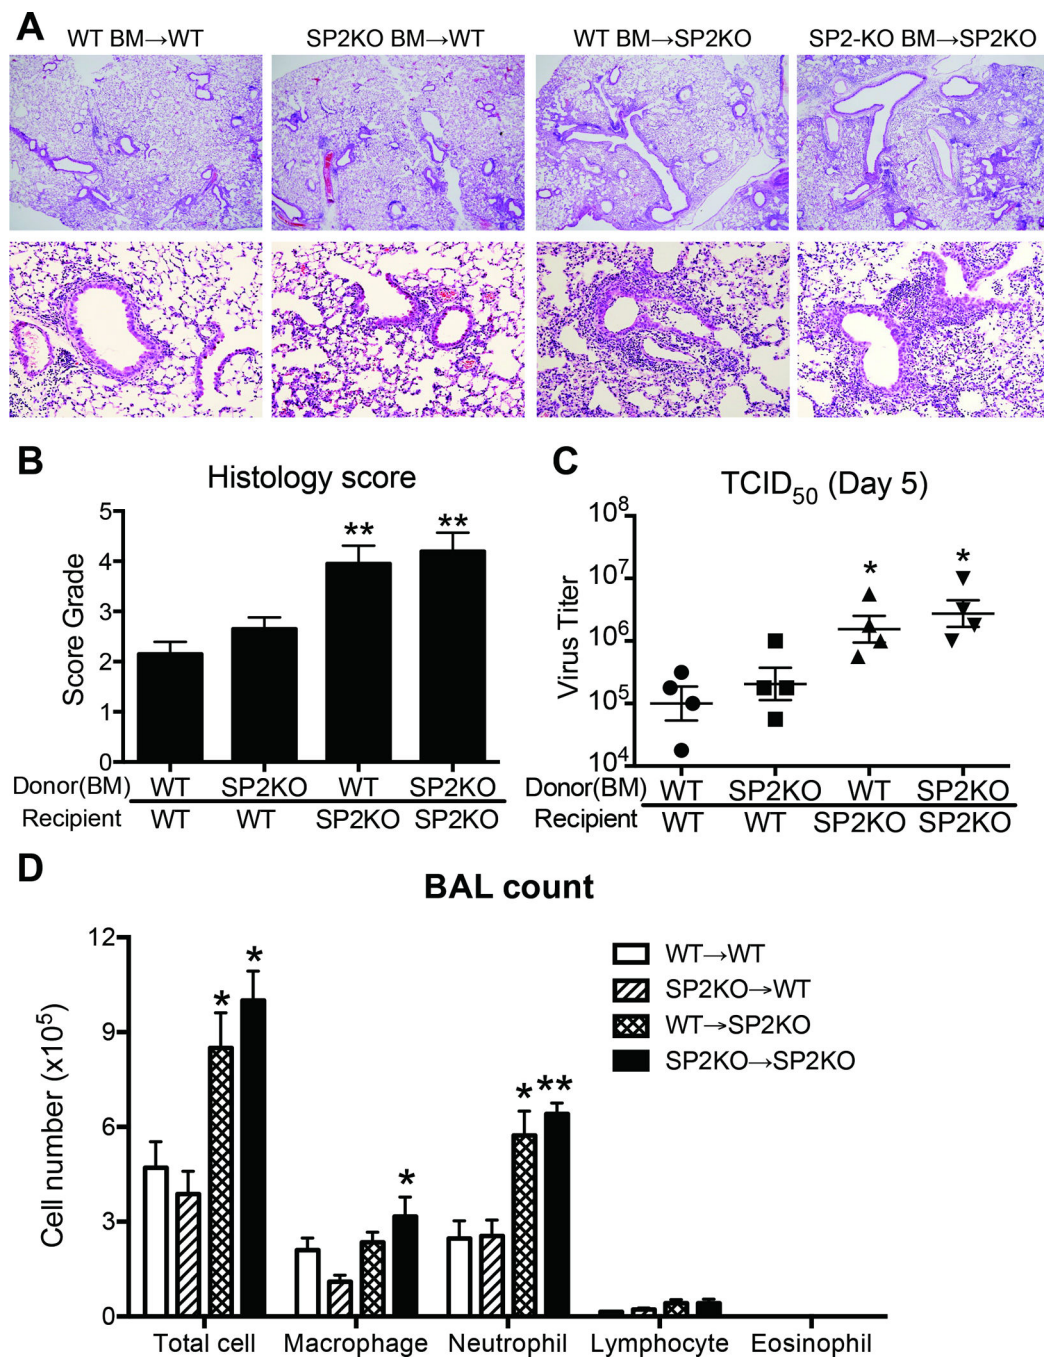 A
WT BM→WT
SP2KO BM→WT
WT BM→SP2KO
SP2-KO BM→SP2KO
B
Histology score
Score Grade
5
4
3
2
1
0
**
**
Donor(BM) WT SP2KO WT SP2KO
Recipient WT WT SP2KO SP2KO
C
TCID50 (Day 5)
Virus Titer
10^8
10^7
10^6
10^5
10^4
*
*
Donor(BM) WT SP2KO WT SP2KO
Recipient WT WT SP2KO SP2KO
D
BAL count
Cell number (x10^5)
12
9
6
3
0
* *
*
* **
WT→WT
SP2KO→WT
WT→SP2KO
SP2KO→SP2KO
Total cell Macrophage Neutrophil Lymphocyte Eosinophil